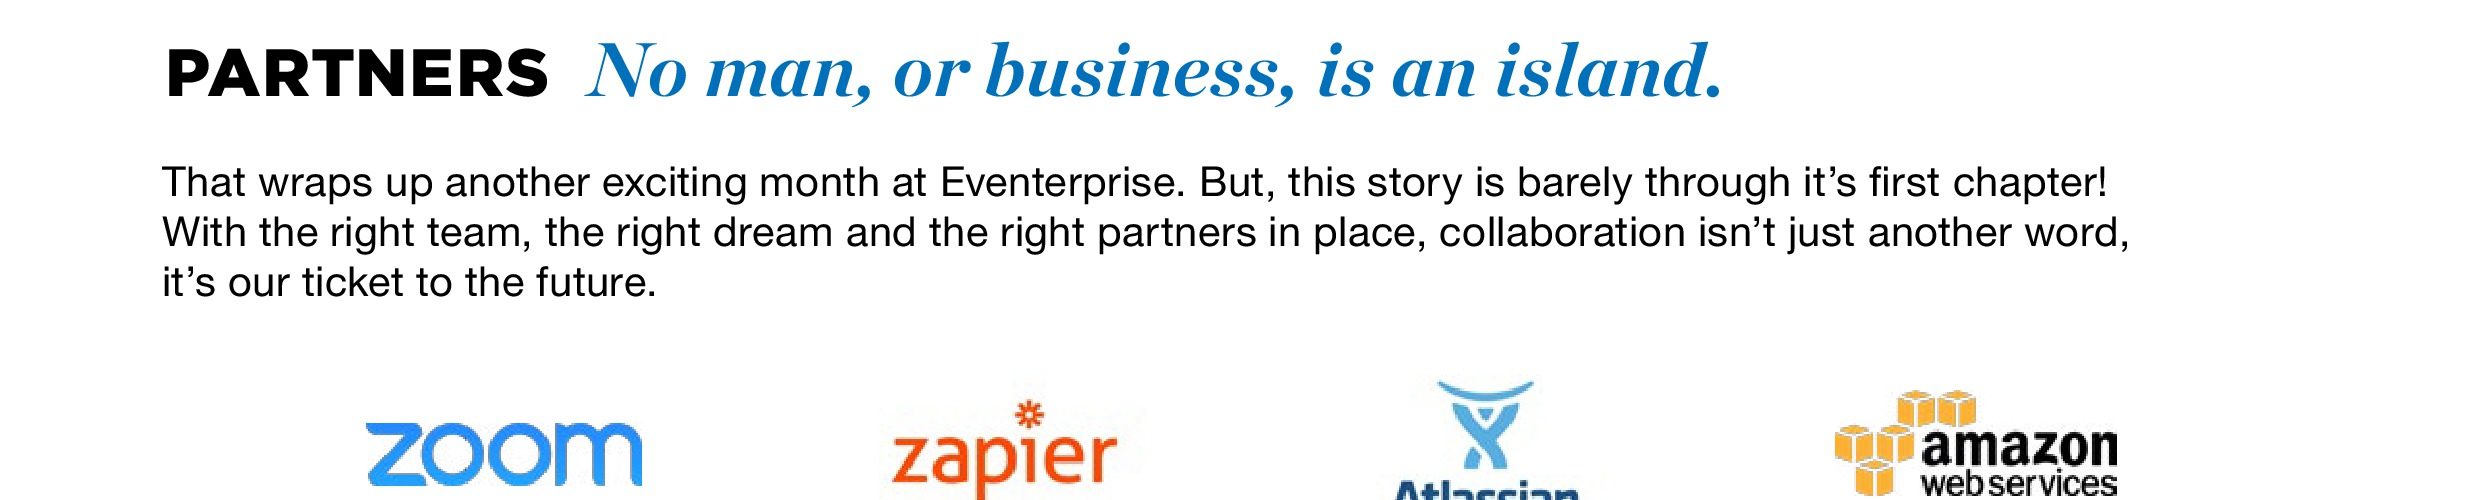 PARTNERS No man, or business, is an island.
That wraps up another exciting month at Eventerprise. But, this story is barely through it’s first chapter!
With the right team, the right dream and the right partners in place, collaboration isn’t just another word,
it’s our ticket to the future.
zoom
zapier
Atlassian
amazon
web services